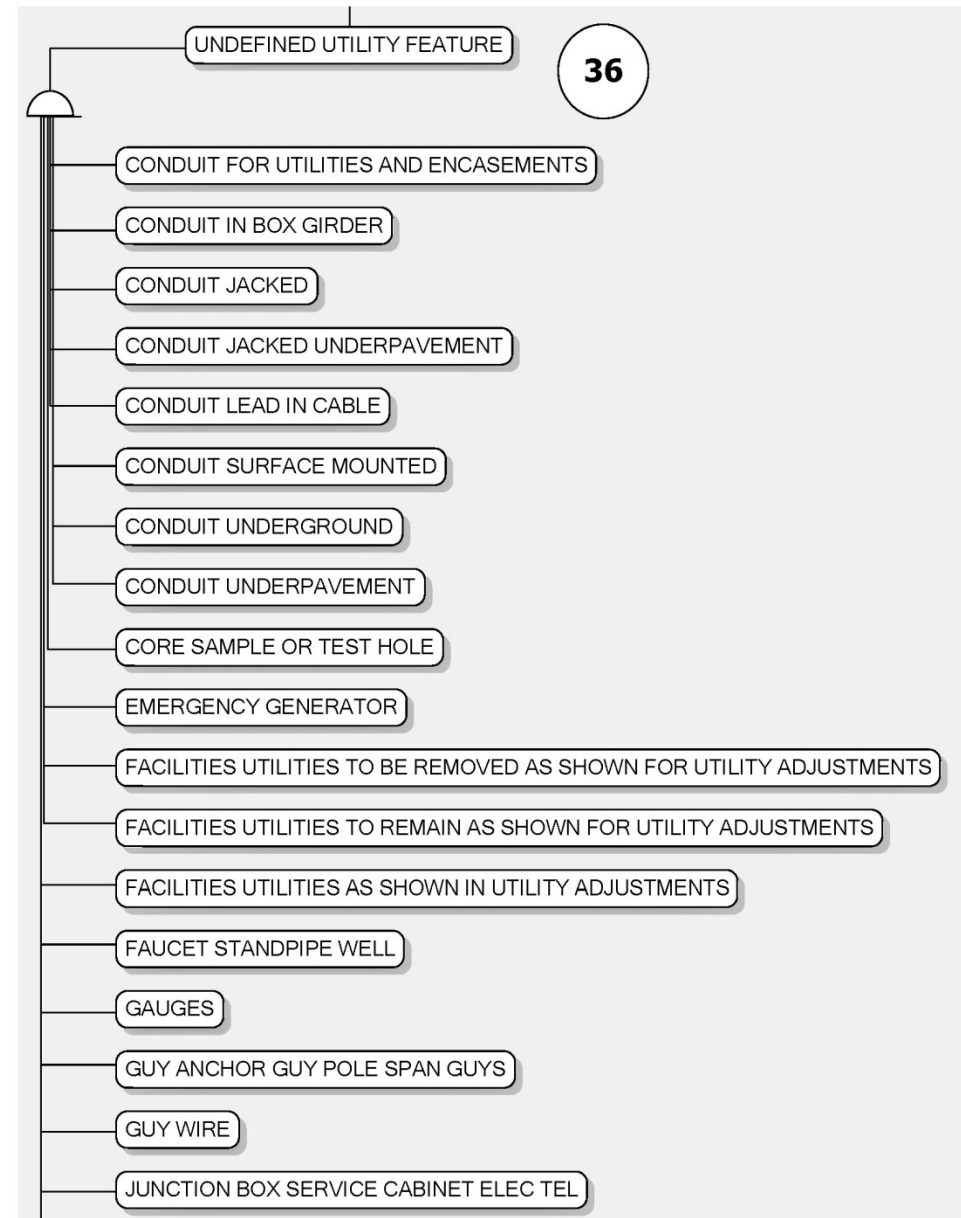 UNDEFINED UTILITY FEATURE
36
CONDUIT FOR UTILITIES AND ENCASEMENTS
CONDUIT IN BOX GIRDER
CONDUIT JACKED
CONDUIT JACKED UNDERPAVEMENT
CONDUIT LEAD IN CABLE
CONDUIT SURFACE MOUNTED
CONDUIT UNDERGROUND
CONDUIT UNDERPAVEMENT
CORE SAMPLE OR TEST HOLE
EMERGENCY GENERATOR
FACILITIES UTILITIES TO BE REMOVED AS SHOWN FOR UTILITY ADJUSTMENTS
FACILITIES UTILITIES TO REMAIN AS SHOWN FOR UTILITY ADJUSTMENTS
FACILITIES UTILITIES AS SHOWN IN UTILITY ADJUSTMENTS
FAUCET STANDPIPE WELL
GAUGES
GUY ANCHOR GUY POLE SPAN GUYS
GUY WIRE
JUNCTION BOX SERVICE CABINET ELEC TEL